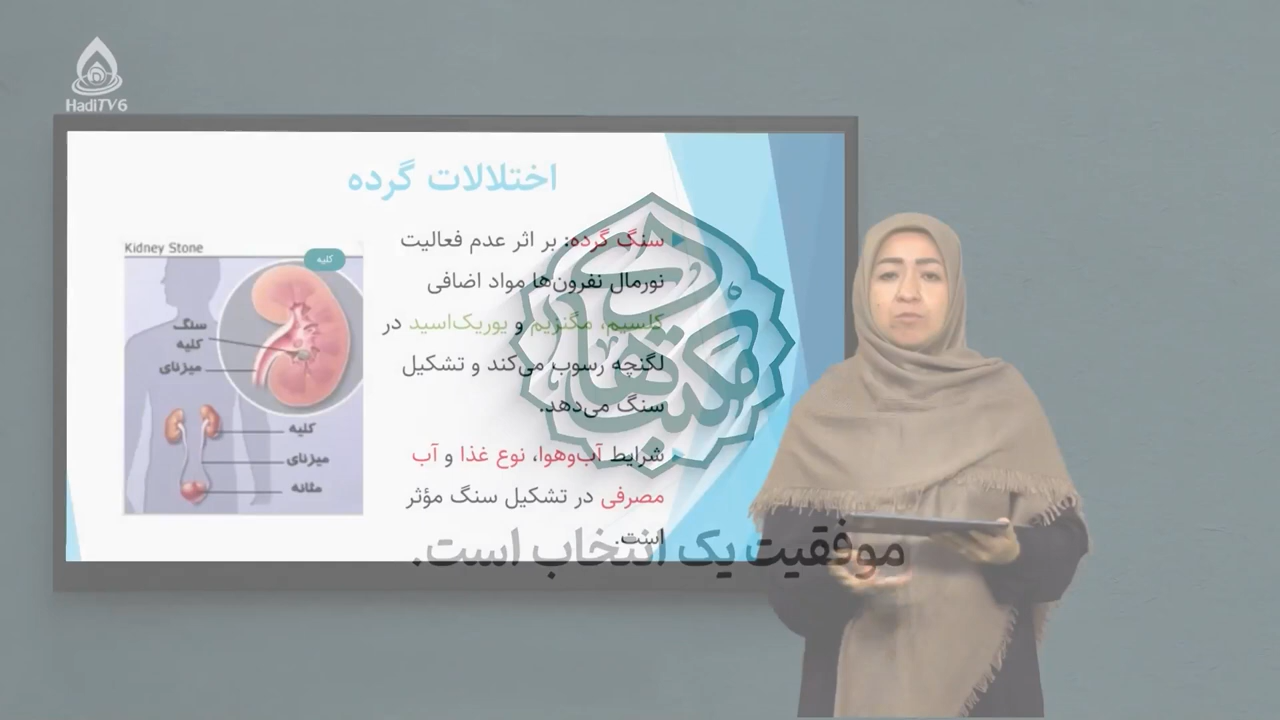 HadiTV6
اختلالات گرده
سنگ گرده: بر اثر عدم فعالیت
نورمال نفرون‌ها مواد اضافی
کلسیم، مگنزیم و یوریک‌اسید در
لگنچه رسوب می‌کند و تشکیل
سنگ می‌دهد.
شرایط آب‌وهوا، نوع غذا و آب
مصرفی در تشکیل سنگ مؤثر
است.
Kidney Stone
کلیه
سنگ
کلیه
میزنای
کلیه
میزنای
مثانه
مکتب هادی
موفقیت یک انتخاب است.